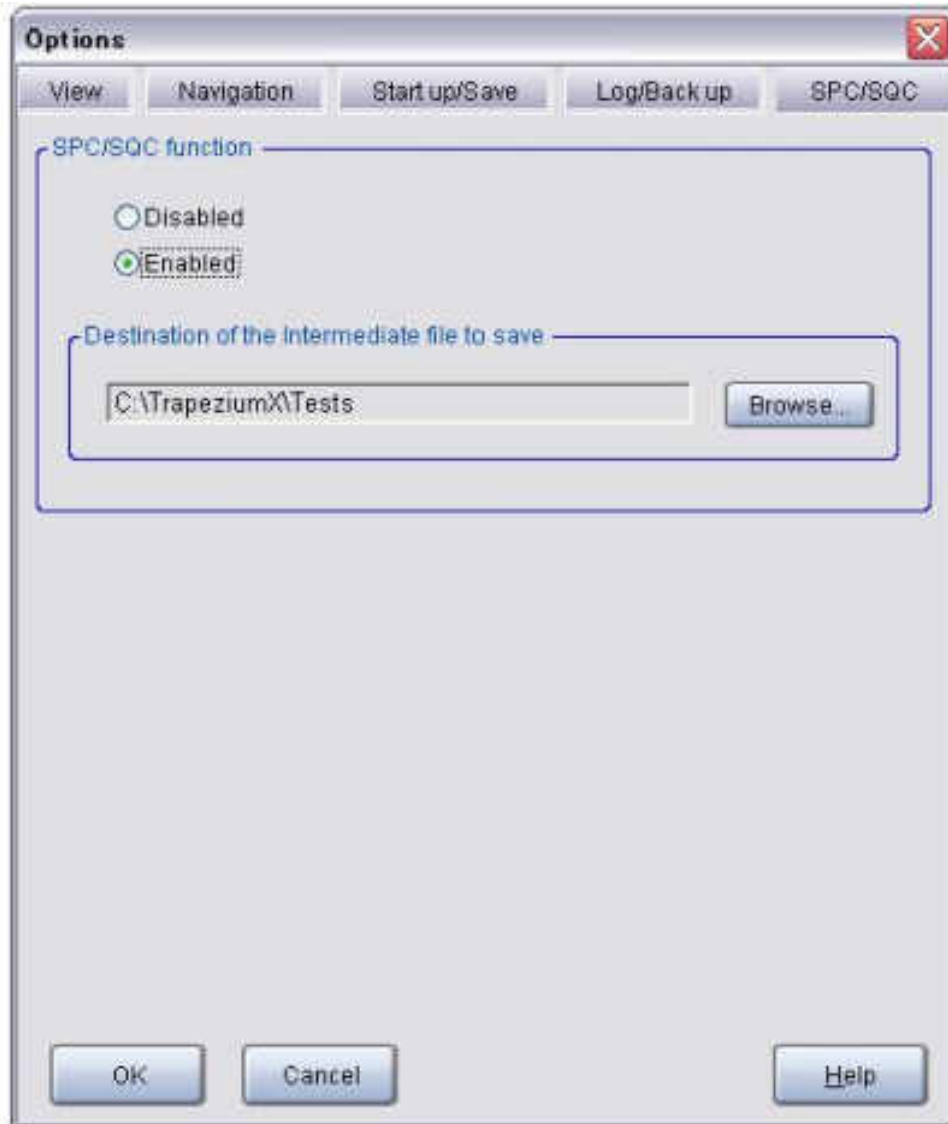 Options
View Navigation Start up/Save Log/Back up SPC/SQC
SPC/SQC function
Disabled
Enabled
Destination of the Intermediate file to save
C:\TrapeziumX\Tests Browse...
OK Cancel Help